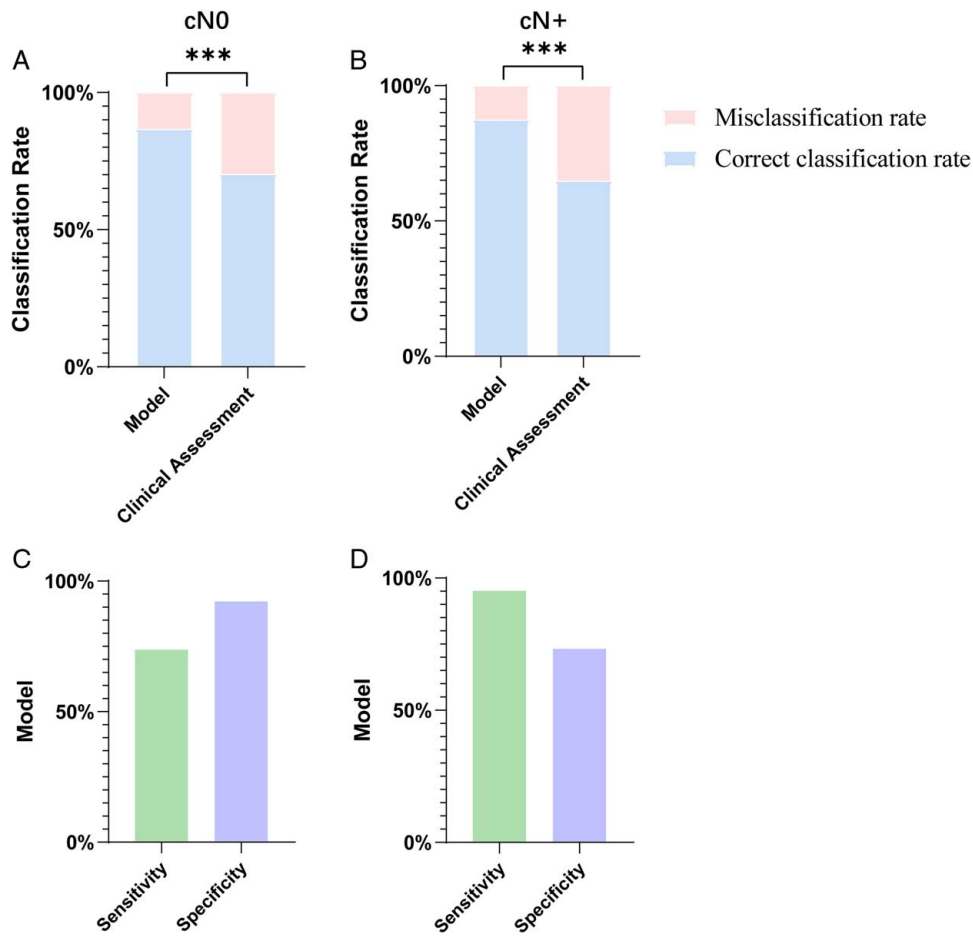 cN0
cN+
A
***
B
***
100%
50%
0%
Classification Rate
Model
Clinical Assessment
100%
50%
0%
Classification Rate
Model
Clinical Assessment
Misclassification rate
Correct classification rate
C
100%
50%
0%
Model
Sensitivity
Specificity
D
100%
50%
0%
Model
Sensitivity
Specificity